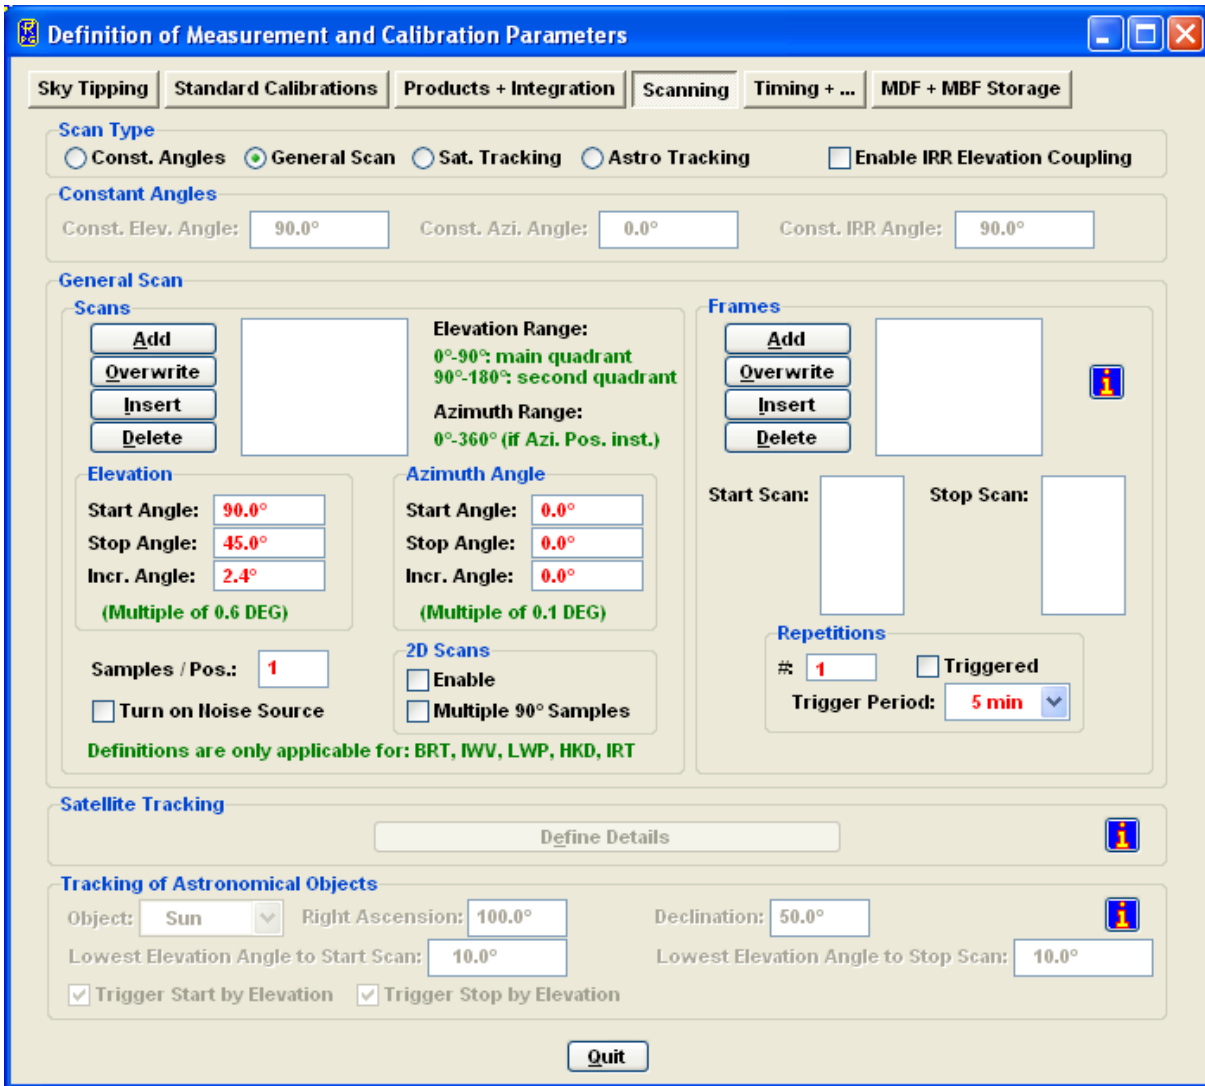 Definition of Measurement and Calibration Parameters
Sky Tipping Standard Calibrations Products + Integration Scanning Timing + ... MDF + MBF Storage
Scan Type
Const. Angles General Scan Sat. Tracking Astro Tracking Enable IRR Elevation Coupling
Constant Angles
Const. Elev. Angle: 90.0° Const. Azi. Angle: 0.0° Const. IRR Angle: 90.0°
General Scan
Scans
Add
Overwrite
Insert
Delete
Elevation Range:
0°-90°: main quadrant
90°-180°: second quadrant
Azimuth Range:
0°-360° (if Azi. Pos. inst.)
Elevation
Start Angle: 90.0°
Stop Angle: 45.0°
Incr. Angle: 2.4°
(Multiple of 0.6 DEG)
Azimuth Angle
Start Angle: 0.0°
Stop Angle: 0.0°
Incr. Angle: 0.0°
(Multiple of 0.1 DEG)
Samples / Pos.: 1
Turn on Noise Source
2D Scans
Enable
Multiple 90° Samples
Definitions are only applicable for: BRT, IWV, LWP, HKD, IRT
Frames
Add
Overwrite
Insert
Delete
i
Start Scan: Stop Scan:
Repetitions
#: 1 Triggered
Trigger Period: 5 min
Satellite Tracking
Define Details
i
Tracking of Astronomical Objects
Object: Sun Right Ascension: 100.0° Declination: 50.0°
i
Lowest Elevation Angle to Start Scan: 10.0° Lowest Elevation Angle to Stop Scan: 10.0°
Trigger Start by Elevation Trigger Stop by Elevation
Quit